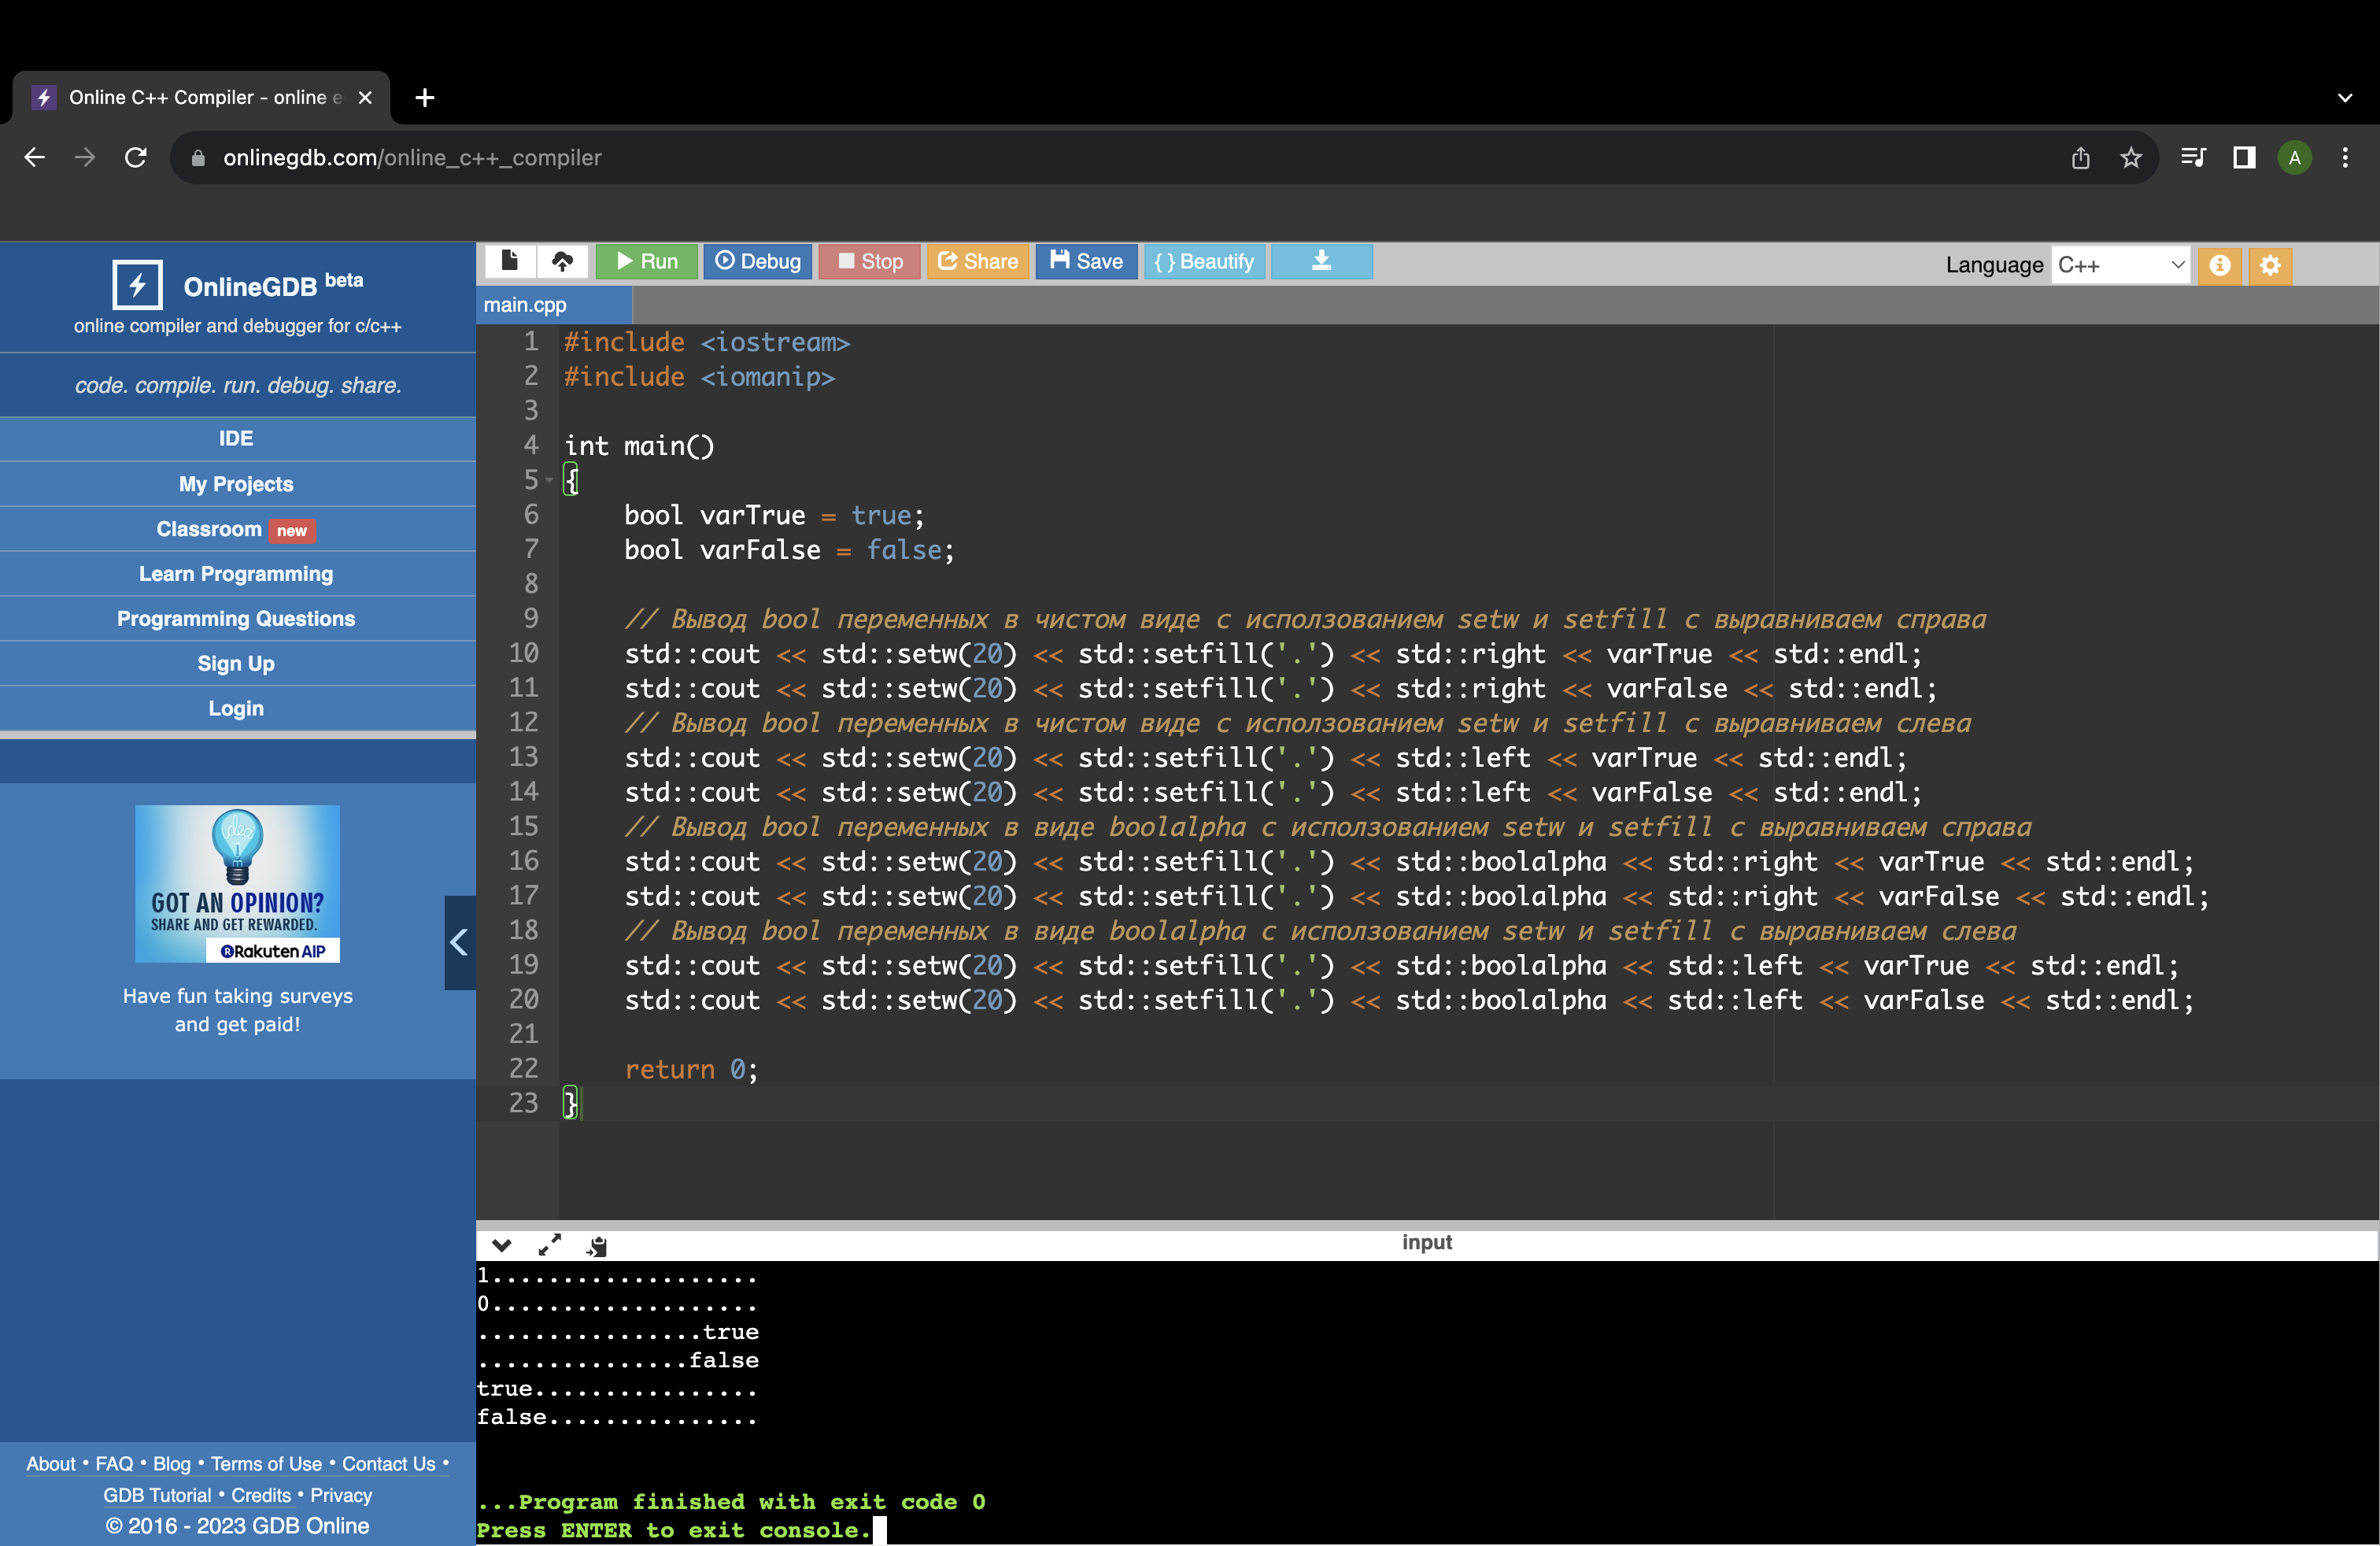 Online C++ Compiler - online e
onlinegdb.com/online_c++_compiler
A
OnlineGDB beta
online compiler and debugger for c/c++
code. compile. run. debug. share.
IDE
My Projects
Classroom new
Learn Programming
Programming Questions
Sign Up
Login
idea
GOT AN OPINION?
SHARE AND GET REWARDED.
Rakuten AIP
Have fun taking surveys
and get paid!
About • FAQ • Blog • Terms of Use • Contact Us •
GDB Tutorial • Credits • Privacy
© 2016 - 2023 GDB Online
Run Debug Stop Share Save { } Beautify
Language C++
main.cpp
1 #include <iostream>
2 #include <iomanip>
3
4 int main()
5 {
6 bool varTrue = true;
7 bool varFalse = false;
8
9 // Вывод bool переменных в чистом виде с исползованием setw и setfill с выравниваем справа
10 std::cout << std::setw(20) << std::setfill('.') << std::right << varTrue << std::endl;
11 std::cout << std::setw(20) << std::setfill('.') << std::right << varFalse << std::endl;
12 // Вывод bool переменных в чистом виде с исползованием setw и setfill с выравниваем слева
13 std::cout << std::setw(20) << std::setfill('.') << std::left << varTrue << std::endl;
14 std::cout << std::setw(20) << std::setfill('.') << std::left << varFalse << std::endl;
15 // Вывод bool переменных в виде boolalpha с исползованием setw и setfill с выравниваем справа
16 std::cout << std::setw(20) << std::setfill('.') << std::boolalpha << std::right << varTrue << std::endl;
17 std::cout << std::setw(20) << std::setfill('.') << std::boolalpha << std::right << varFalse << std::endl;
18 // Вывод bool переменных в виде boolalpha с исползованием setw и setfill с выравниваем слева
19 std::cout << std::setw(20) << std::setfill('.') << std::boolalpha << std::left << varTrue << std::endl;
20 std::cout << std::setw(20) << std::setfill('.') << std::boolalpha << std::left << varFalse << std::endl;
21
22 return 0;
23 }
input
1...................
0...................
................true
...............false
true................
false...............
...Program finished with exit code 0
Press ENTER to exit console.